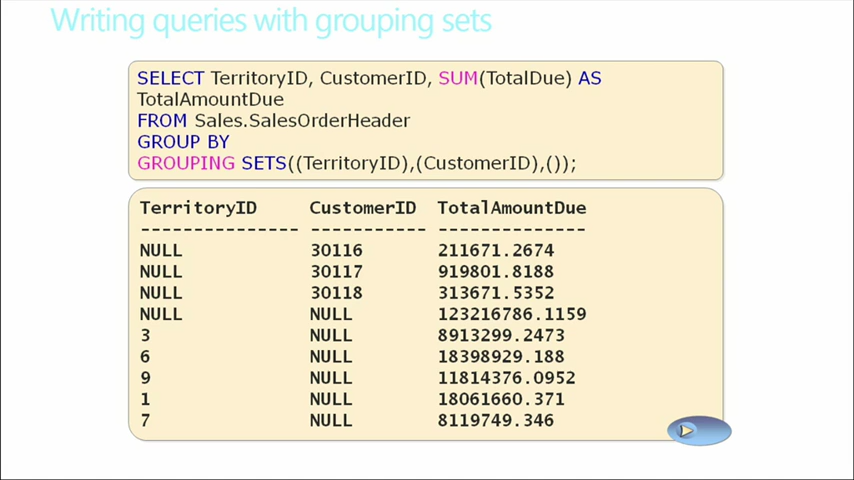 Writing queries with grouping sets
SELECT TerritoryID, CustomerID, SUM(TotalDue) AS
TotalAmountDue
FROM Sales.SalesOrderHeader
GROUP BY
GROUPING SETS((TerritoryID),(CustomerID),());
TerritoryID CustomerID TotalAmountDue
--------------- ----------- --------------
NULL 30116 211671.2674
NULL 30117 919801.8188
NULL 30118 313671.5352
NULL NULL 123216786.1159
3 NULL 8913299.2473
6 NULL 18398929.188
9 NULL 11814376.0952
1 NULL 18061660.371
7 NULL 8119749.346